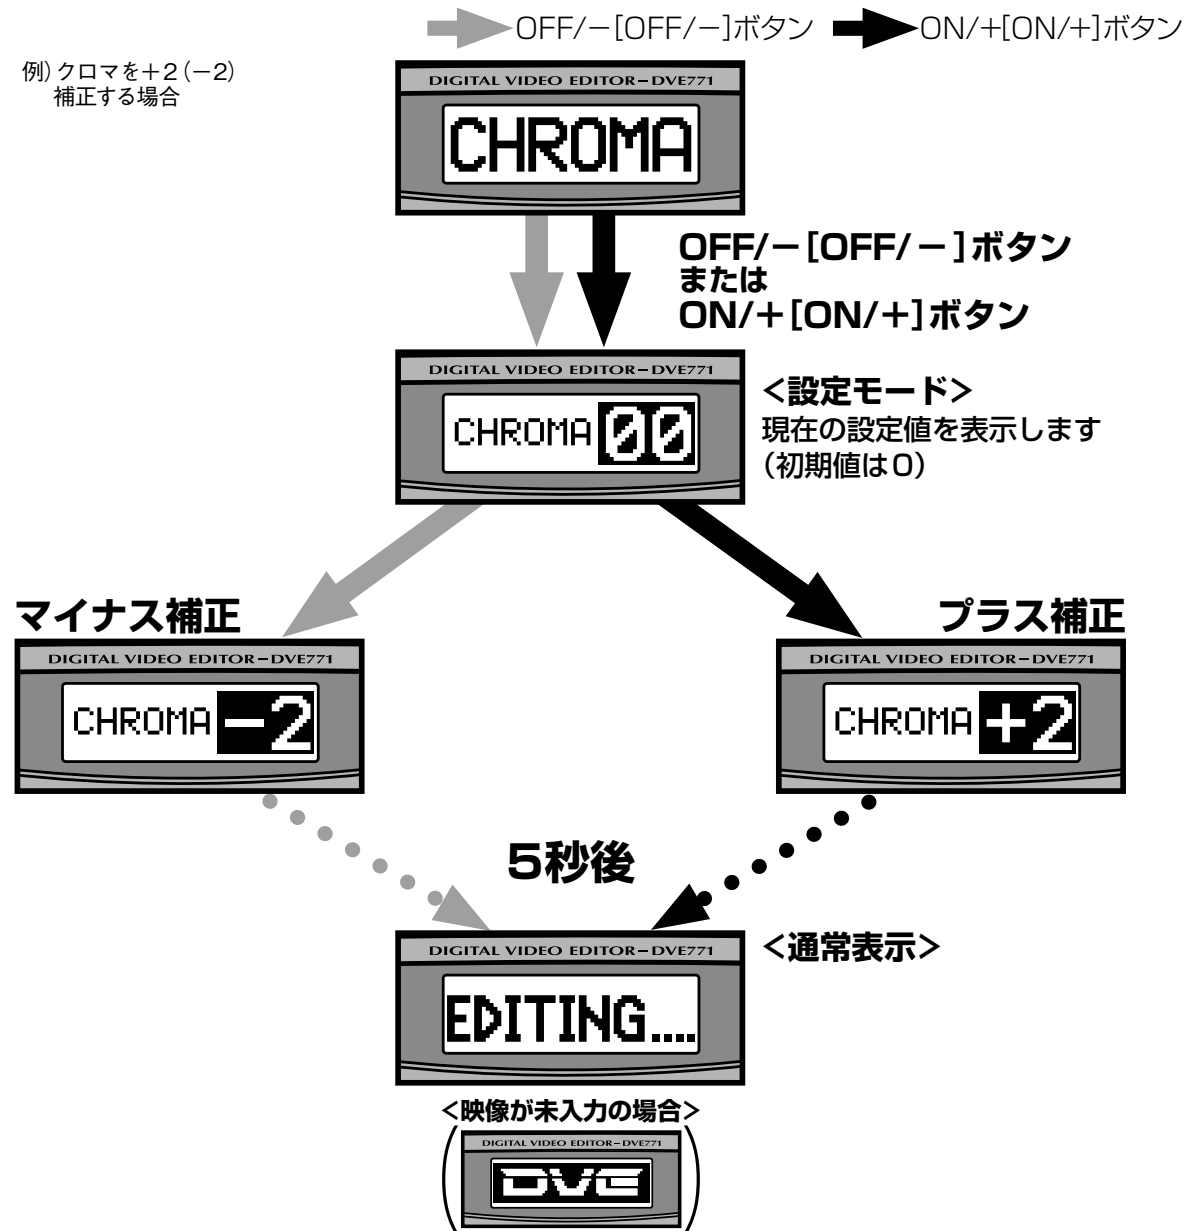 OFF/−[OFF/−]ボタン
ON/+[ON/+]ボタン
例)クロマを+2(−2)
補正する場合
DIGITAL VIDEO EDITOR−DVE771
CHROMA
OFF/−[OFF/−]ボタン
または
ON/+[ON/+]ボタン
DIGITAL VIDEO EDITOR−DVE771
CHROMA 00
<設定モード>
現在の設定値を表示します
(初期値は0)
マイナス補正
プラス補正
DIGITAL VIDEO EDITOR−DVE771
CHROMA −2
DIGITAL VIDEO EDITOR−DVE771
CHROMA +2
5秒後
DIGITAL VIDEO EDITOR−DVE771
EDITING....
<通常表示>
<映像が未入力の場合>
DIGITAL VIDEO EDITOR−DVE771
DVE